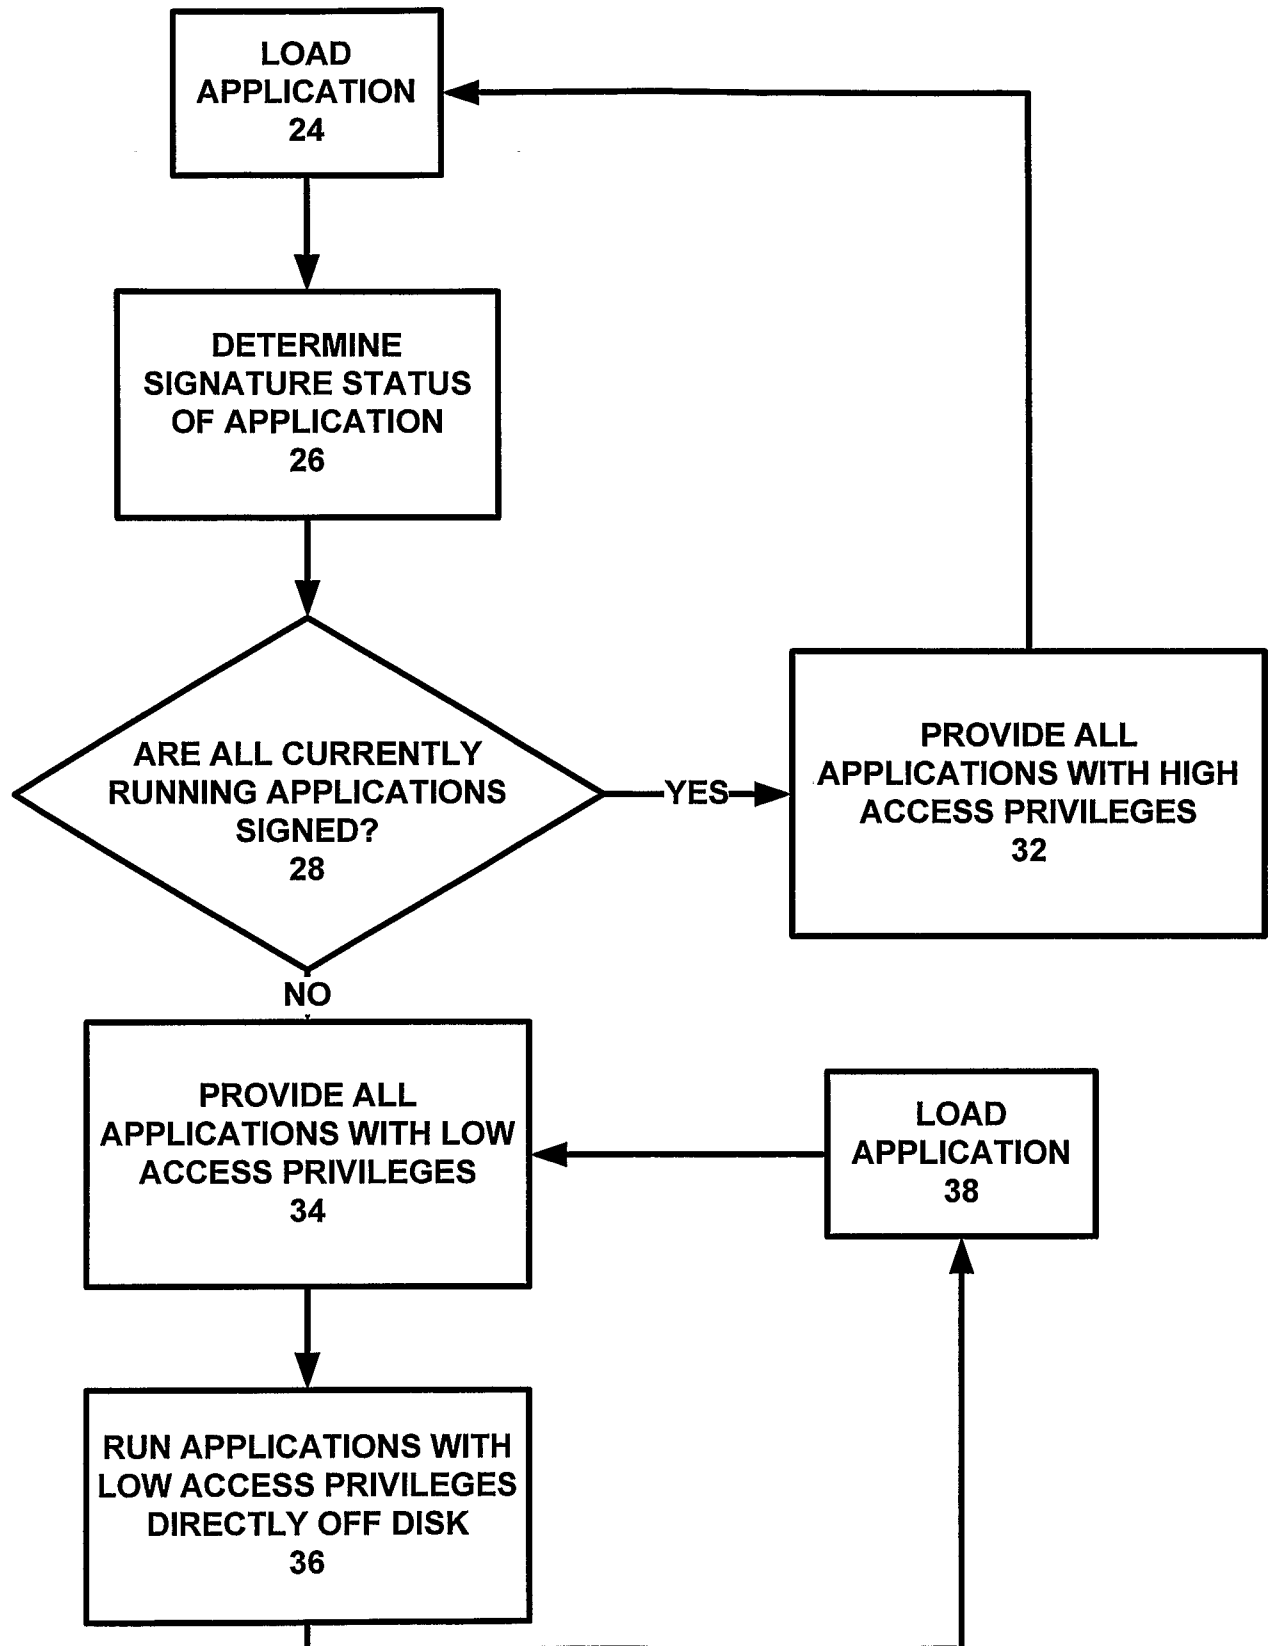 LOAD
APPLICATION
24
DETERMINE
SIGNATURE STATUS
OF APPLICATION
26
ARE ALL CURRENTLY
RUNNING APPLICATIONS
SIGNED?
28
YES
PROVIDE ALL
APPLICATIONS WITH HIGH
ACCESS PRIVILEGES
32
NO
PROVIDE ALL
APPLICATIONS WITH LOW
ACCESS PRIVILEGES
34
LOAD
APPLICATION
38
RUN APPLICATIONS WITH
LOW ACCESS PRIVILEGES
DIRECTLY OFF DISK
36